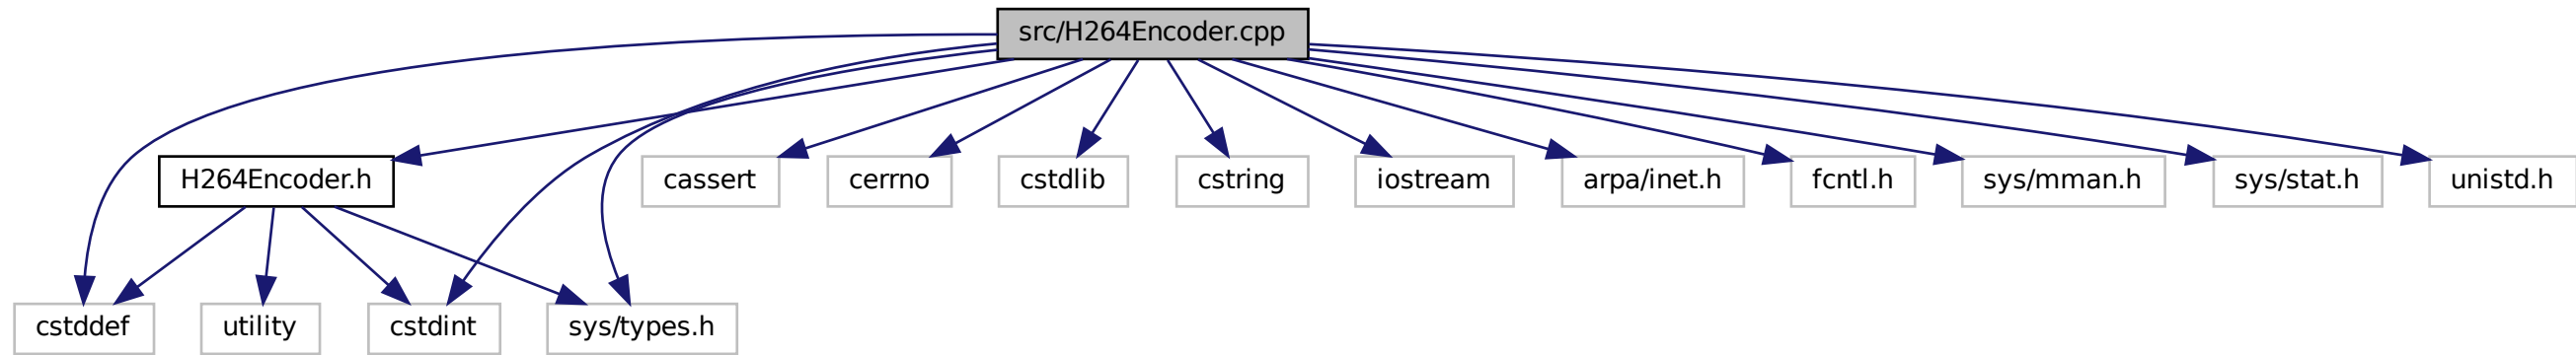 src/H264Encoder.cpp
H264Encoder.h
cassert
cerrno
cstdlib
cstring
iostream
arpa/inet.h
fcntl.h
sys/mman.h
sys/stat.h
unistd.h
cstddef
utility
cstdint
sys/types.h